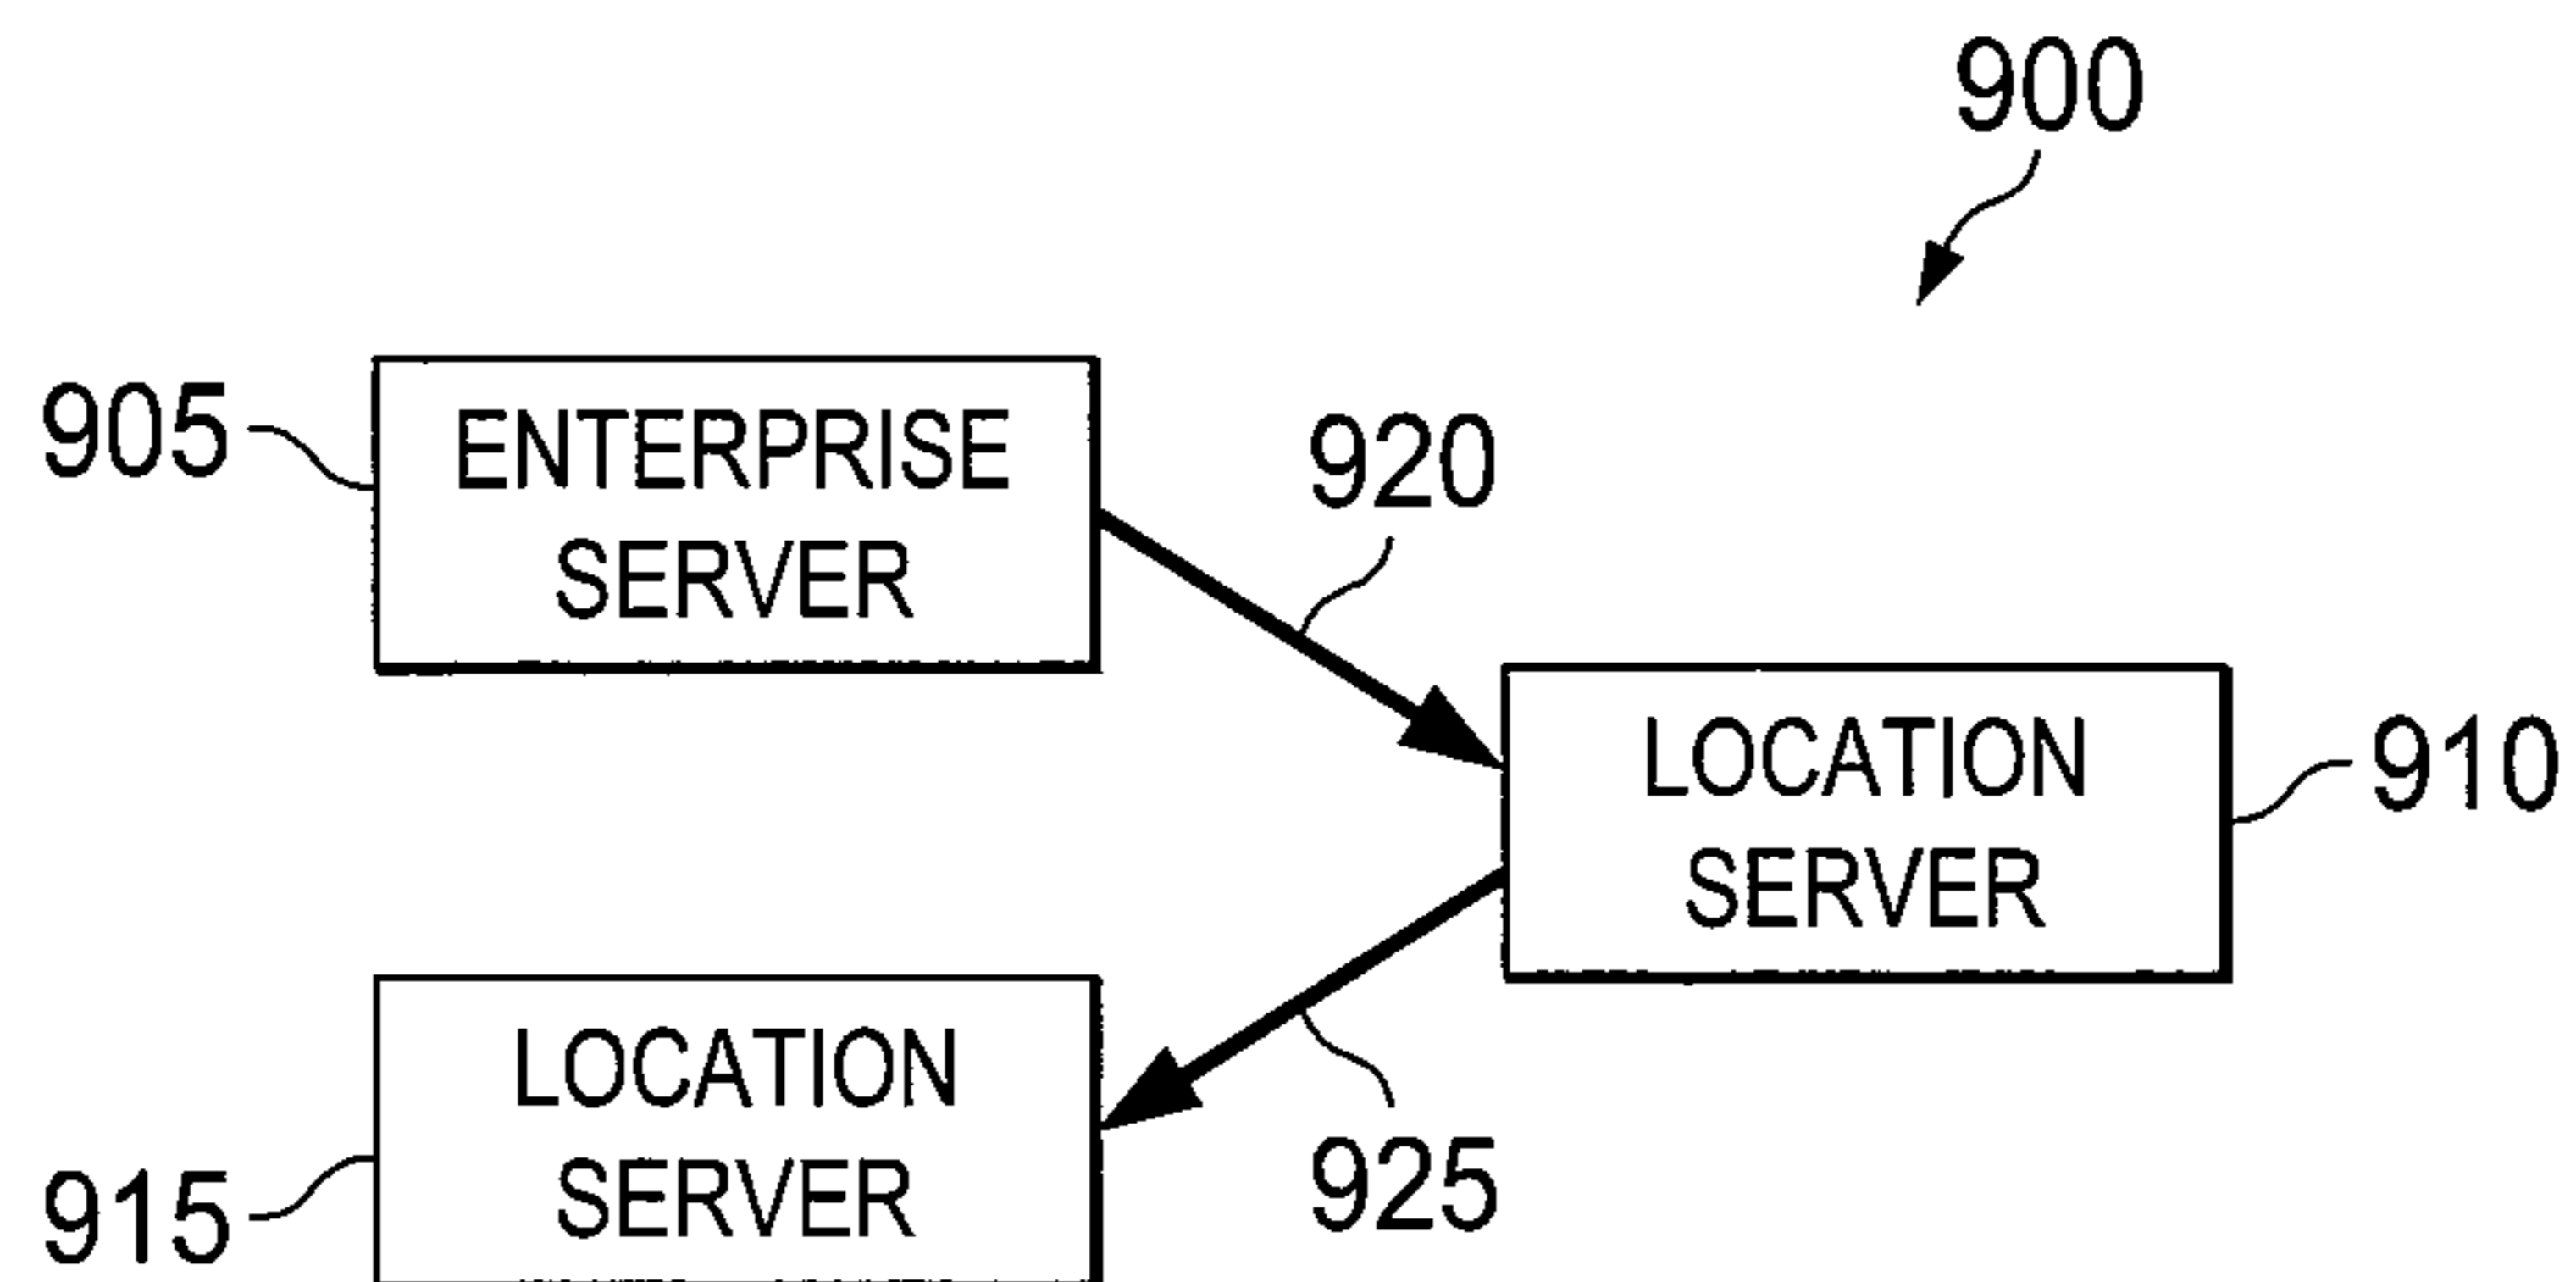 900
905
ENTERPRISE
SERVER
920
LOCATION
SERVER
910
LOCATION
SERVER
915
925